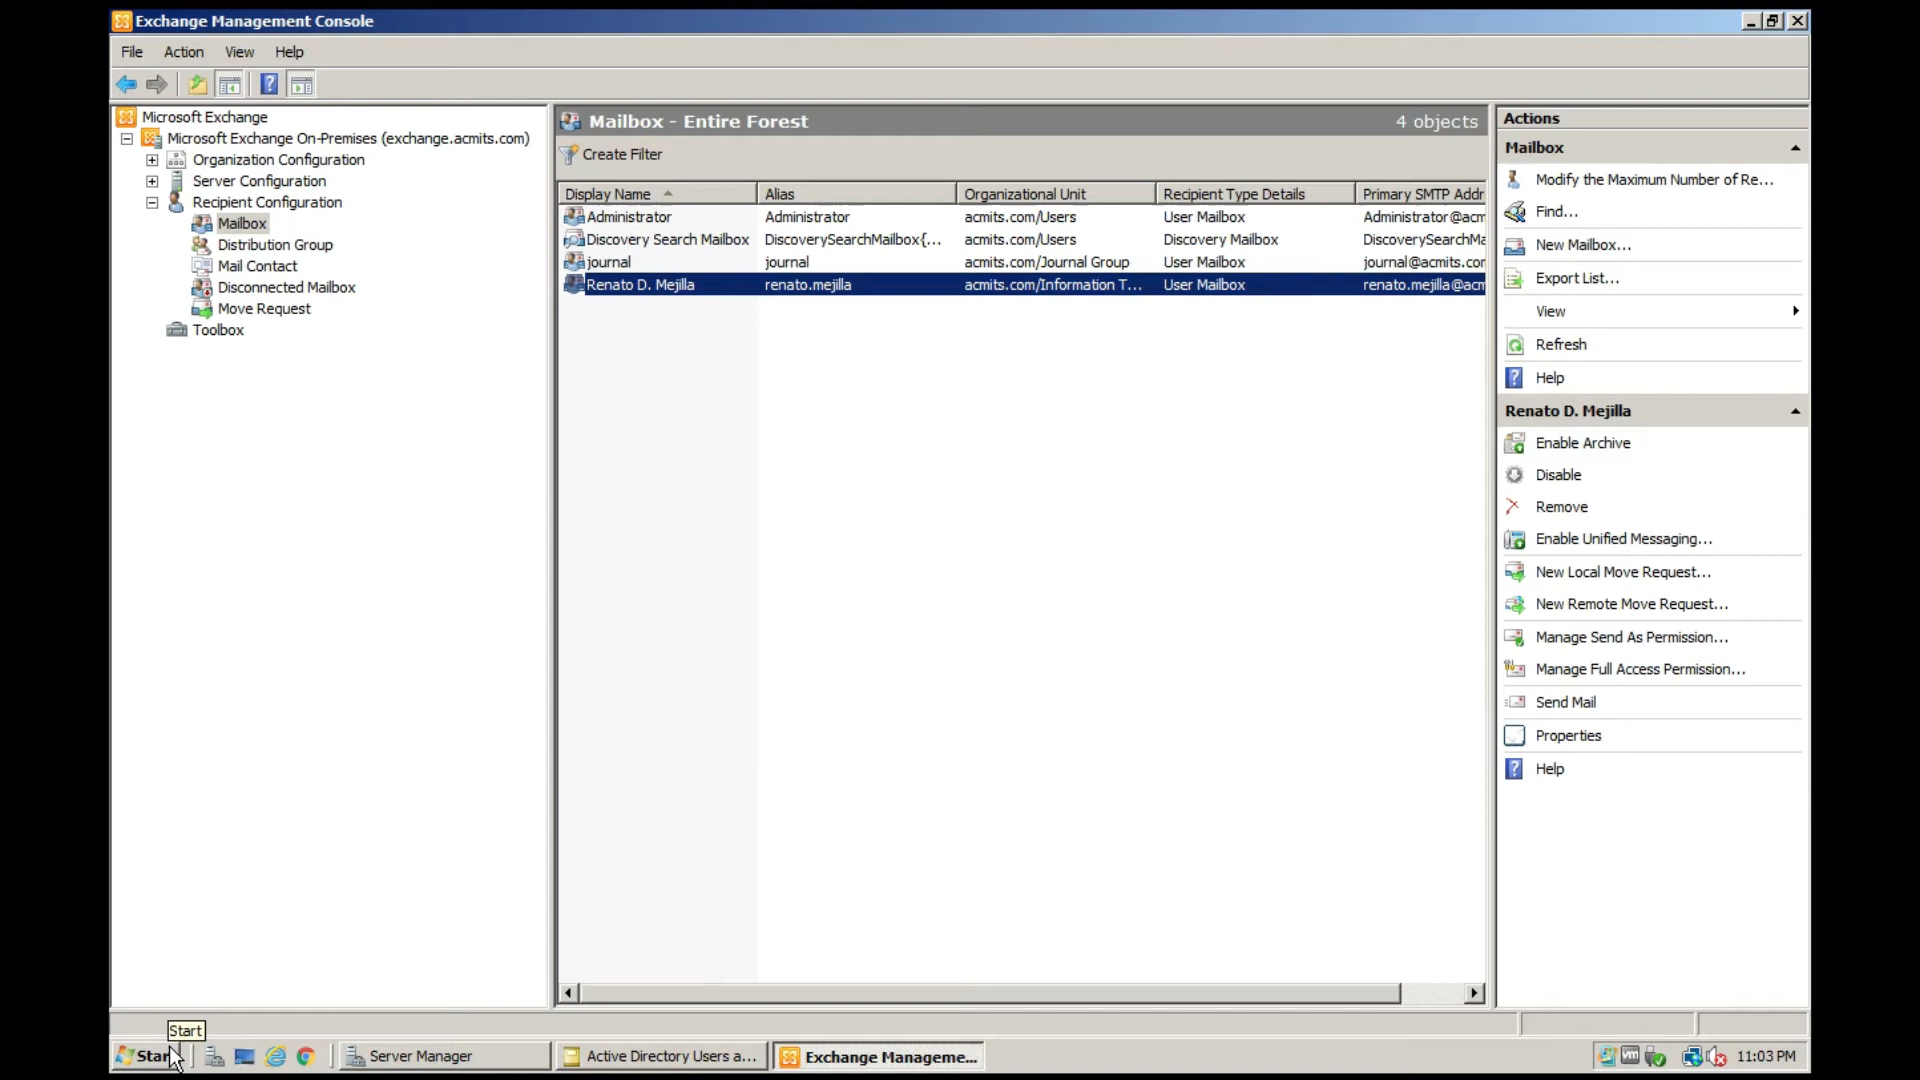 Exchange Management Console
File Action View Help
Microsoft Exchange
Microsoft Exchange On-Premises (exchange.acmits.com)
Organization Configuration
Server Configuration
Recipient Configuration
Mailbox
Distribution Group
Mail Contact
Disconnected Mailbox
Move Request
Toolbox
Mailbox - Entire Forest 4 objects
Create Filter
Display Name Alias Organizational Unit Recipient Type Details Primary SMTP Addr
Administrator Administrator acmits.com/Users User Mailbox Administrator@acm
Discovery Search Mailbox DiscoverySearchMailbox{... acmits.com/Users Discovery Mailbox DiscoverySearchMa
journal journal acmits.com/Journal Group User Mailbox journal@acmits.cor
Renato D. Mejilla renato.mejilla acmits.com/Information T... User Mailbox renato.mejilla@acm
Actions
Mailbox
Modify the Maximum Number of Re...
Find...
New Mailbox...
Export List...
View
Refresh
Help
Renato D. Mejilla
Enable Archive
Disable
Remove
Enable Unified Messaging...
New Local Move Request...
New Remote Move Request...
Manage Send As Permission...
Manage Full Access Permission...
Send Mail
Properties
Help
Start
Star Server Manager Active Directory Users a... Exchange Manageme... vm 11:03 PM